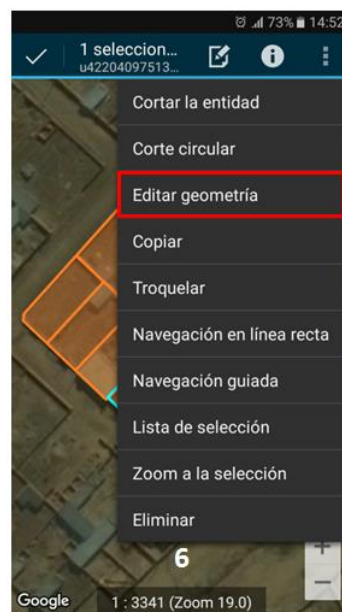 73% 14:52
1 seleccion...
u42204097513...
Cortar la entidad
Corte circular
Editar geometría
Copiar
Troquelar
Navegación en línea recta
Navegación guiada
Lista de selección
Zoom a la selección
Eliminar
6
+
−
Google
1 : 3341 (Zoom 19.0)